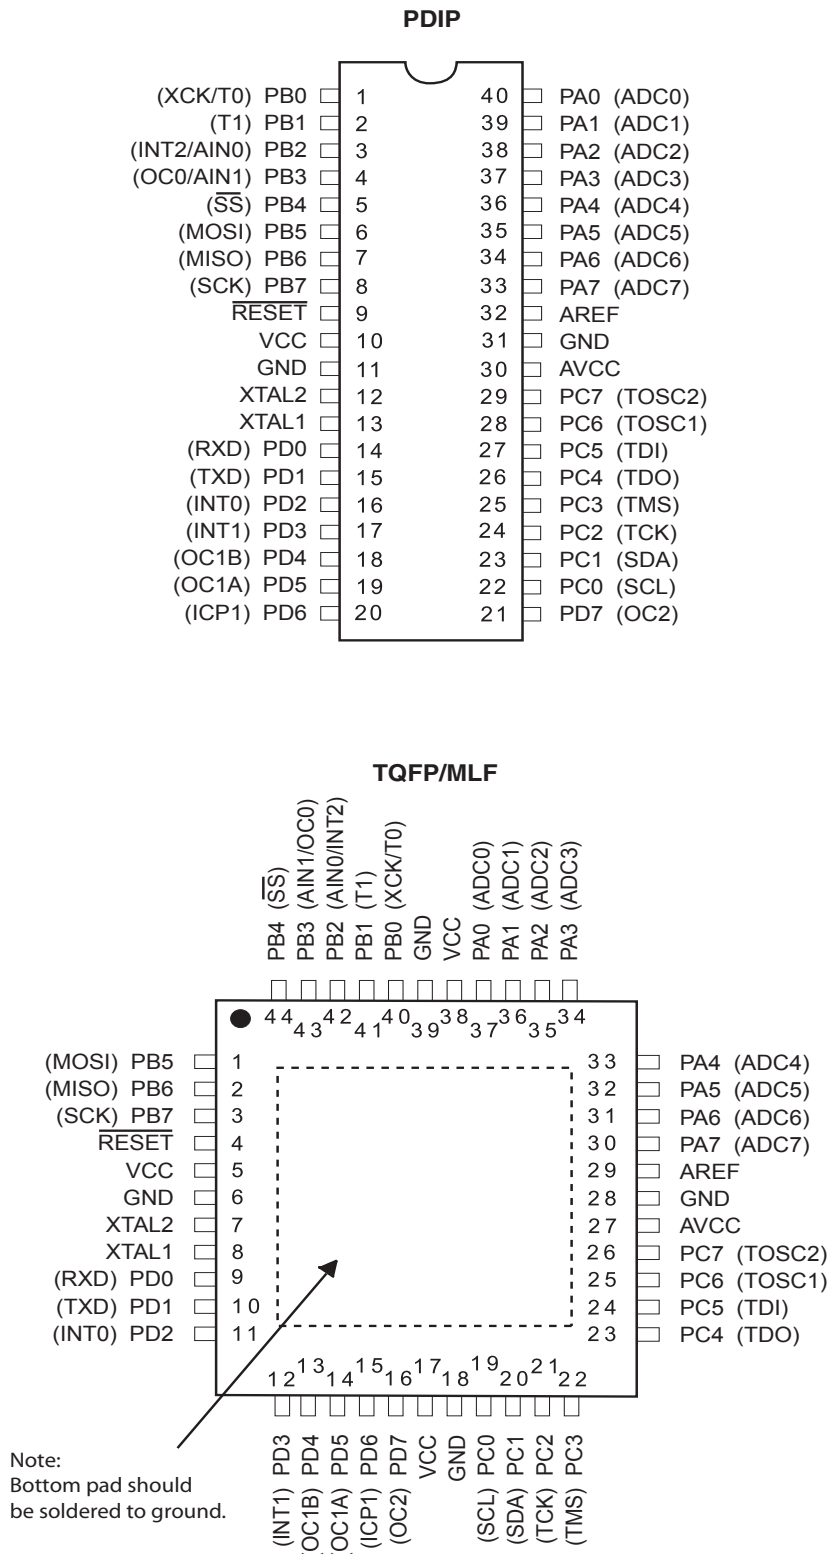 PDIP
(XCK/T0) PB0 1 40 PA0 (ADC0)
(T1) PB1 2 39 PA1 (ADC1)
(INT2/AIN0) PB2 3 38 PA2 (ADC2)
(OC0/AIN1) PB3 4 37 PA3 (ADC3)
(SS) PB4 5 36 PA4 (ADC4)
(MOSI) PB5 6 35 PA5 (ADC5)
(MISO) PB6 7 34 PA6 (ADC6)
(SCK) PB7 8 33 PA7 (ADC7)
RESET 9 32 AREF
VCC 10 31 GND
GND 11 30 AVCC
XTAL2 12 29 PC7 (TOSC2)
XTAL1 13 28 PC6 (TOSC1)
(RXD) PD0 14 27 PC5 (TDI)
(TXD) PD1 15 26 PC4 (TDO)
(INT0) PD2 16 25 PC3 (TMS)
(INT1) PD3 17 24 PC2 (TCK)
(OC1B) PD4 18 23 PC1 (SDA)
(OC1A) PD5 19 22 PC0 (SCL)
(ICP1) PD6 20 21 PD7 (OC2)
TQFP/MLF
PB4 (SS)
PB3 (AIN1/OC0)
PB2 (AIN0/INT2)
PB1 (T1)
PB0 (XCK/T0)
GND
VCC
PA0 (ADC0)
PA1 (ADC1)
PA2 (ADC2)
PA3 (ADC3)
44 43 42 41 40 39 38 37 36 35 34
(MOSI) PB5 1 33 PA4 (ADC4)
(MISO) PB6 2 32 PA5 (ADC5)
(SCK) PB7 3 31 PA6 (ADC6)
RESET 4 30 PA7 (ADC7)
VCC 5 29 AREF
GND 6 28 GND
XTAL2 7 27 AVCC
XTAL1 8 26 PC7 (TOSC2)
(RXD) PD0 9 25 PC6 (TOSC1)
(TXD) PD1 10 24 PC5 (TDI)
(INT0) PD2 11 23 PC4 (TDO)
12 13 14 15 16 17 18 19 20 21 22
(INT1) PD3
(OC1B) PD4
(OC1A) PD5
(ICP1) PD6
(OC2) PD7
VCC
GND
(SCL) PC0
(SDA) PC1
(TCK) PC2
(TMS) PC3
Note:
Bottom pad should
be soldered to ground.